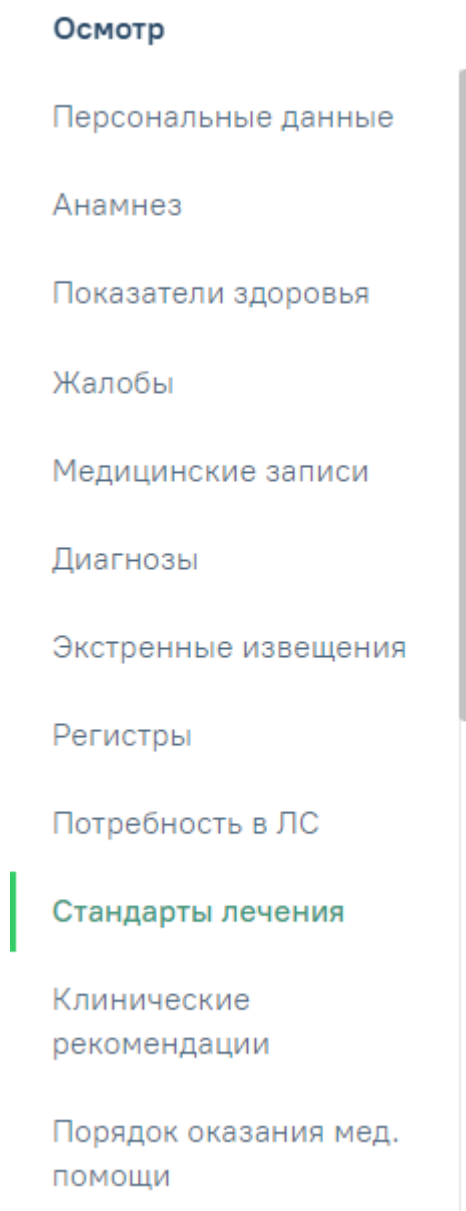 Осмотр
Персональные данные
Анамнез
Показатели здоровья
Жалобы
Медицинские записи
Диагнозы
Экстренные извещения
Регистры
Потребность в ЛС
Стандарты лечения
Клинические
рекомендации
Порядок оказания мед.
помощи